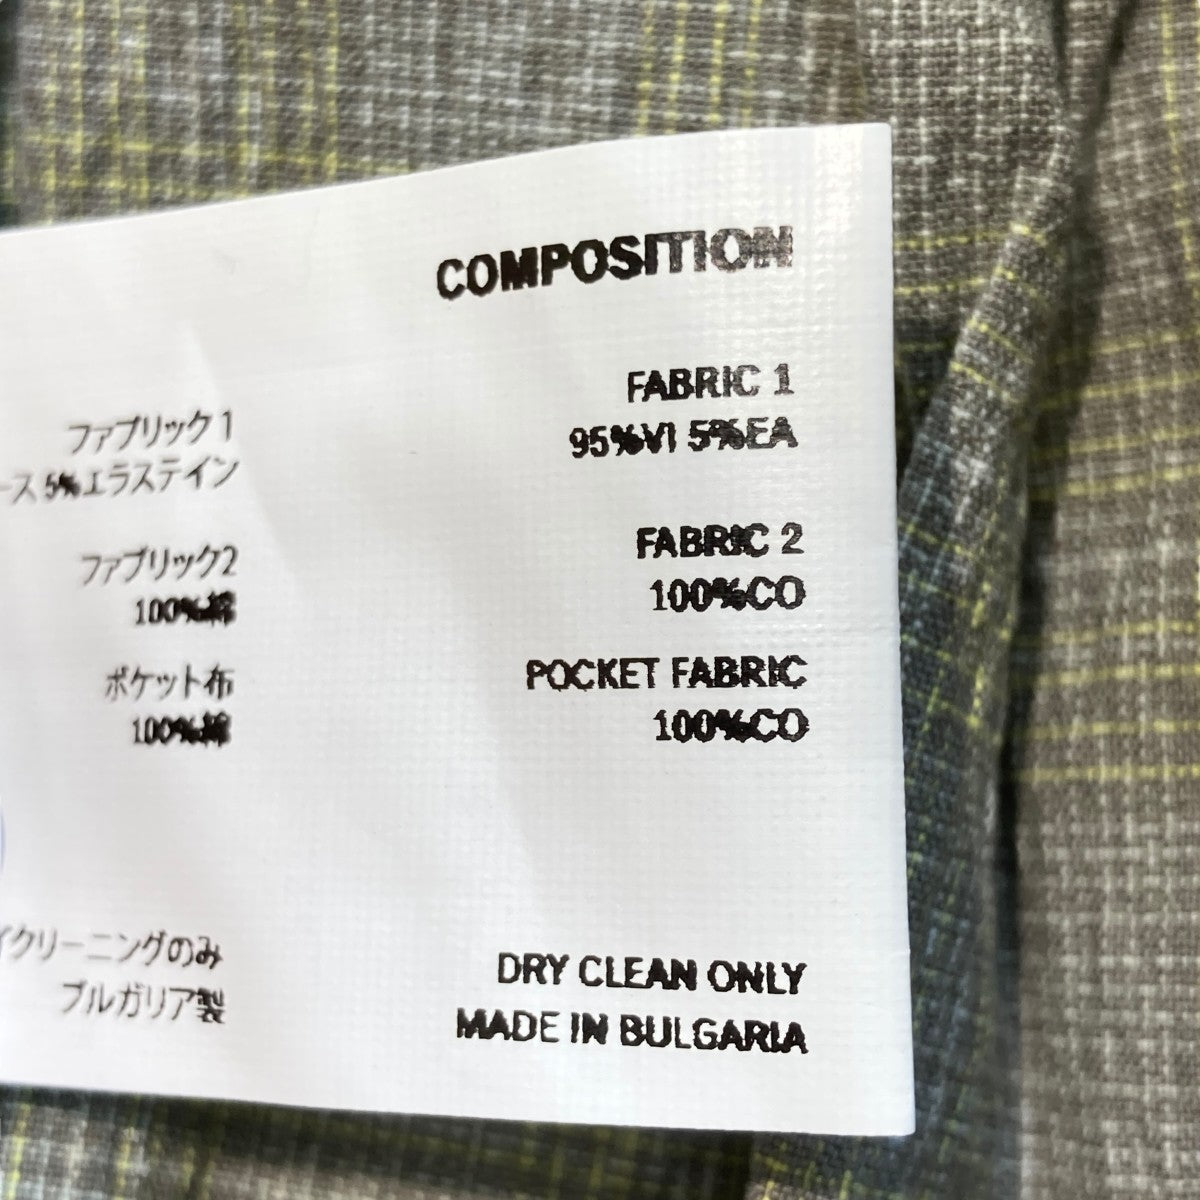 COMPOSITION
FABRIC 1
95%VI 5%EA
FABRIC 2
100%CO
POCKET FABRIC
100%CO
DRY CLEAN ONLY
MADE IN BULGARIA
ファブリック1
ース 5%エラステイン
ファブリック2
100%綿
ポケット布
100%綿
イクリーニングのみ
ブルガリア製